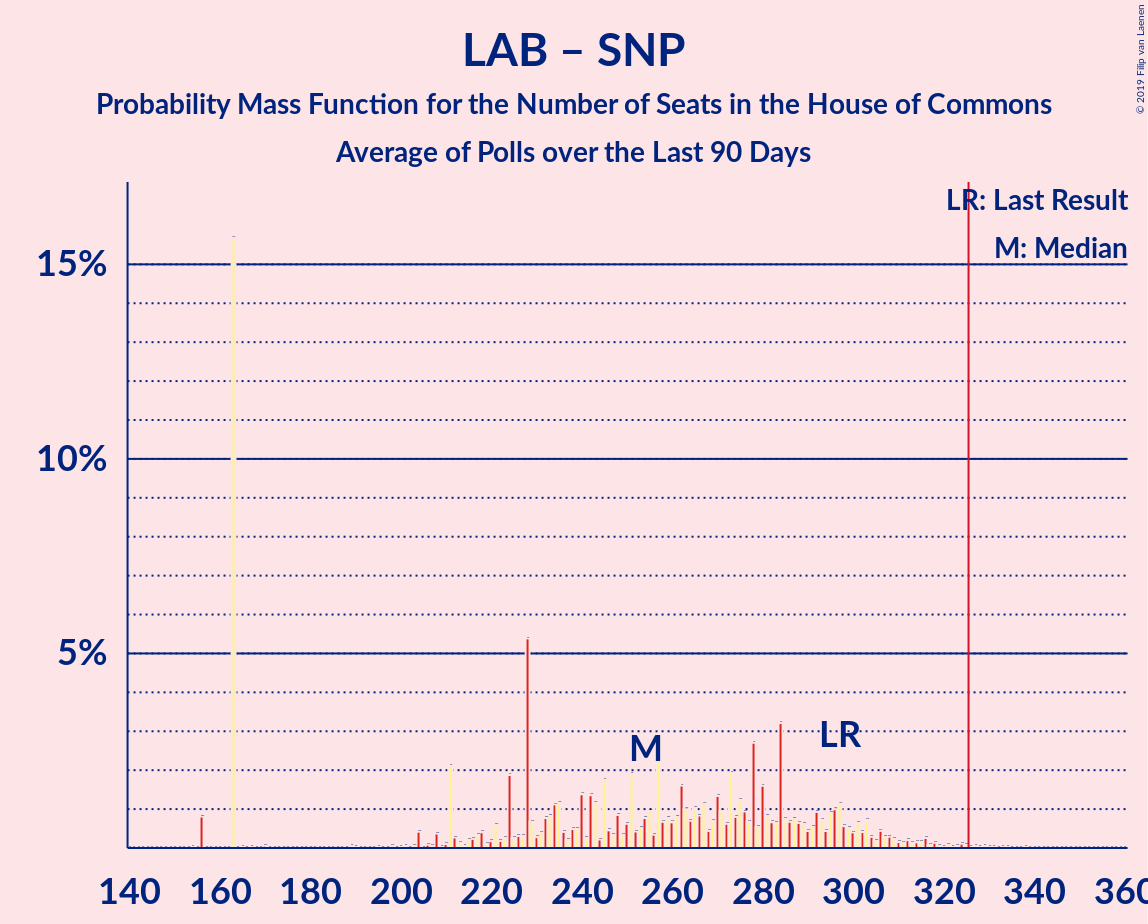 LAB – SNP
Probability Mass Function for the Number of Seats in the House of Commons
Average of Polls over the Last 90 Days
© 2019 Filip van Laenen
LR: Last Result
M: Median
15%
10%
5%
M
LR
140 160 180 200 220 240 260 280 300 320 340 360